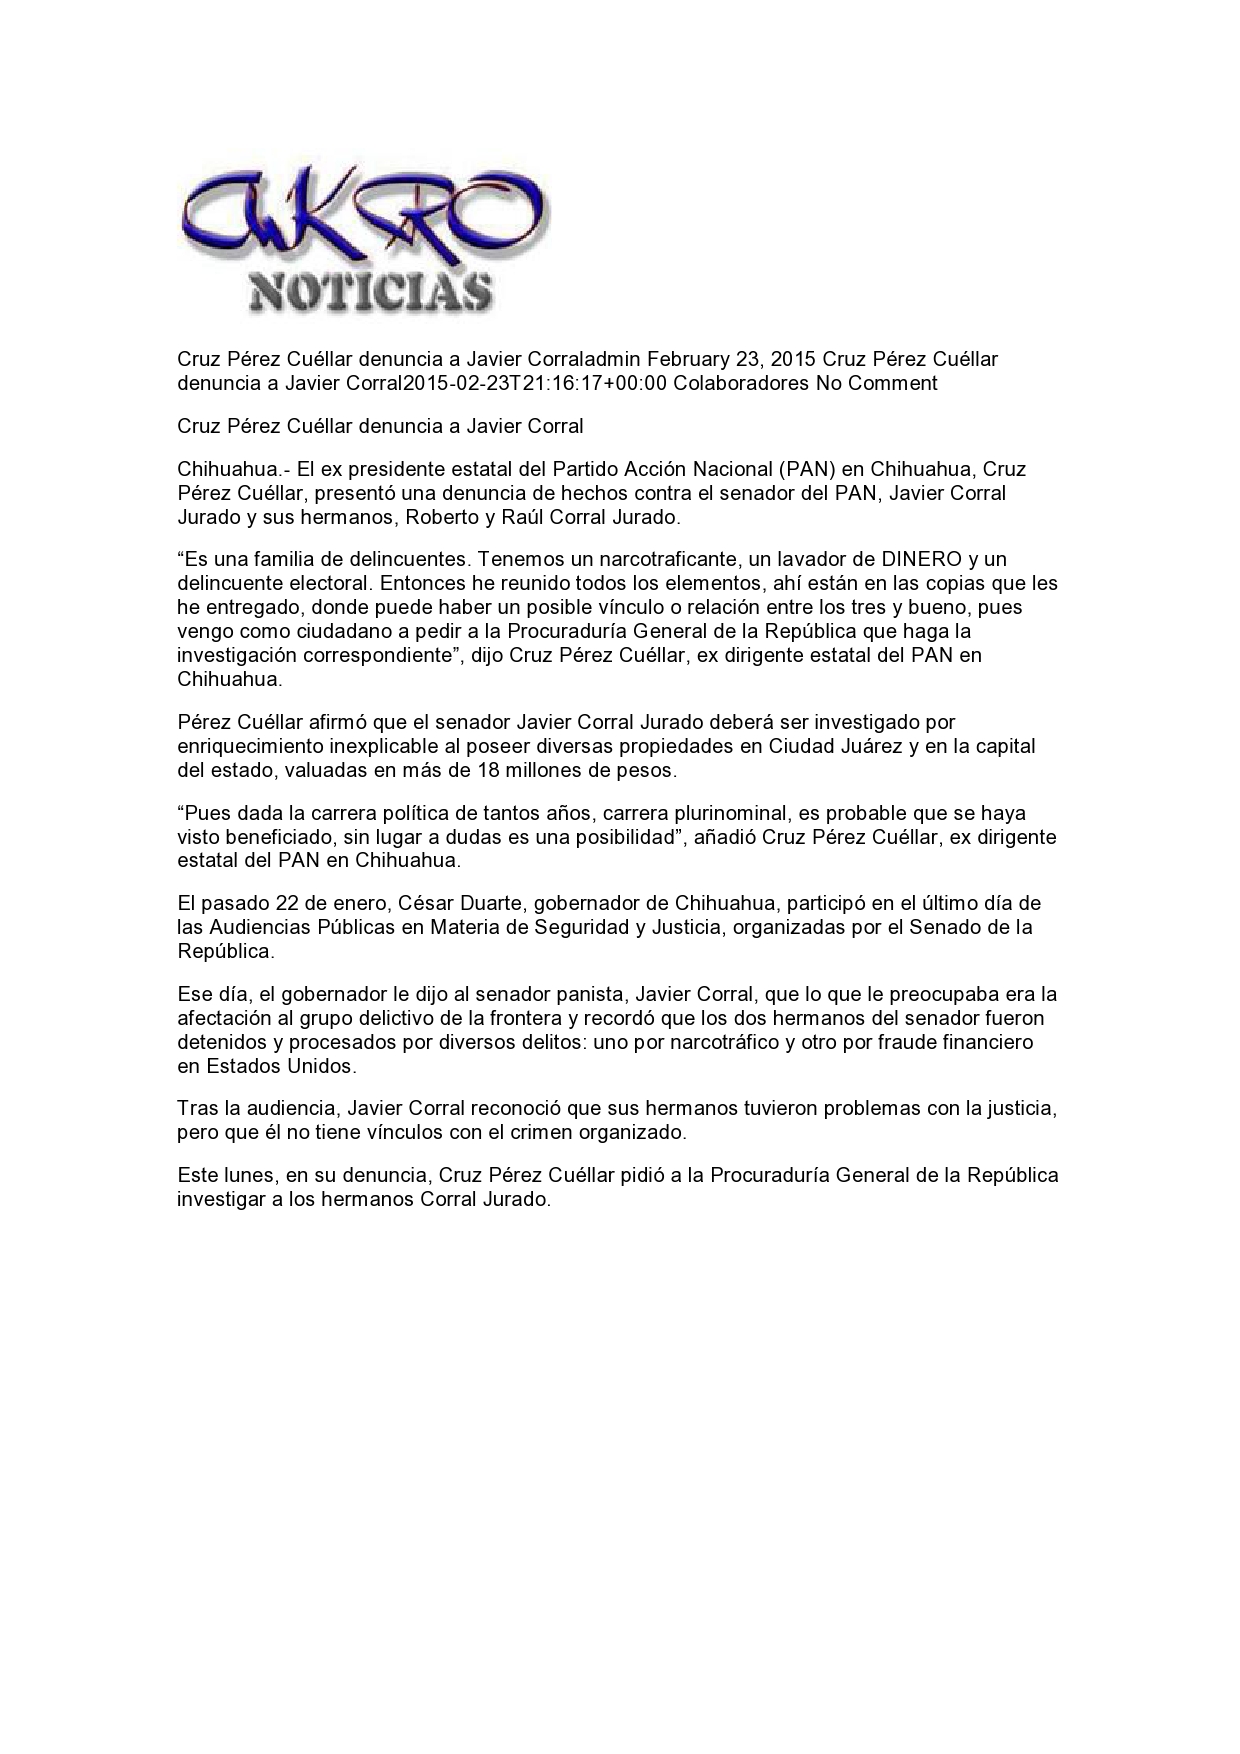 AKRO
NOTICIAS
Cruz Pérez Cuéllar denuncia a Javier Corraladmin February 23, 2015 Cruz Pérez Cuéllar
denuncia a Javier Corral2015-02-23T21:16:17+00:00 Colaboradores No Comment
Cruz Pérez Cuéllar denuncia a Javier Corral
Chihuahua.- El ex presidente estatal del Partido Acción Nacional (PAN) en Chihuahua, Cruz
Pérez Cuéllar, presentó una denuncia de hechos contra el senador del PAN, Javier Corral
Jurado y sus hermanos, Roberto y Raúl Corral Jurado.
“Es una familia de delincuentes. Tenemos un narcotraficante, un lavador de DINERO y un
delincuente electoral. Entonces he reunido todos los elementos, ahí están en las copias que les
he entregado, donde puede haber un posible vínculo o relación entre los tres y bueno, pues
vengo como ciudadano a pedir a la Procuraduría General de la República que haga la
investigación correspondiente”, dijo Cruz Pérez Cuéllar, ex dirigente estatal del PAN en
Chihuahua.
Pérez Cuéllar afirmó que el senador Javier Corral Jurado deberá ser investigado por
enriquecimiento inexplicable al poseer diversas propiedades en Ciudad Juárez y en la capital
del estado, valuadas en más de 18 millones de pesos.
“Pues dada la carrera política de tantos años, carrera plurinominal, es probable que se haya
visto beneficiado, sin lugar a dudas es una posibilidad”, añadió Cruz Pérez Cuéllar, ex dirigente
estatal del PAN en Chihuahua.
El pasado 22 de enero, César Duarte, gobernador de Chihuahua, participó en el último día de
las Audiencias Públicas en Materia de Seguridad y Justicia, organizadas por el Senado de la
República.
Ese día, el gobernador le dijo al senador panista, Javier Corral, que lo que le preocupaba era la
afectación al grupo delictivo de la frontera y recordó que los dos hermanos del senador fueron
detenidos y procesados por diversos delitos: uno por narcotráfico y otro por fraude financiero
en Estados Unidos.
Tras la audiencia, Javier Corral reconoció que sus hermanos tuvieron problemas con la justicia,
pero que él no tiene vínculos con el crimen organizado.
Este lunes, en su denuncia, Cruz Pérez Cuéllar pidió a la Procuraduría General de la República
investigar a los hermanos Corral Jurado.